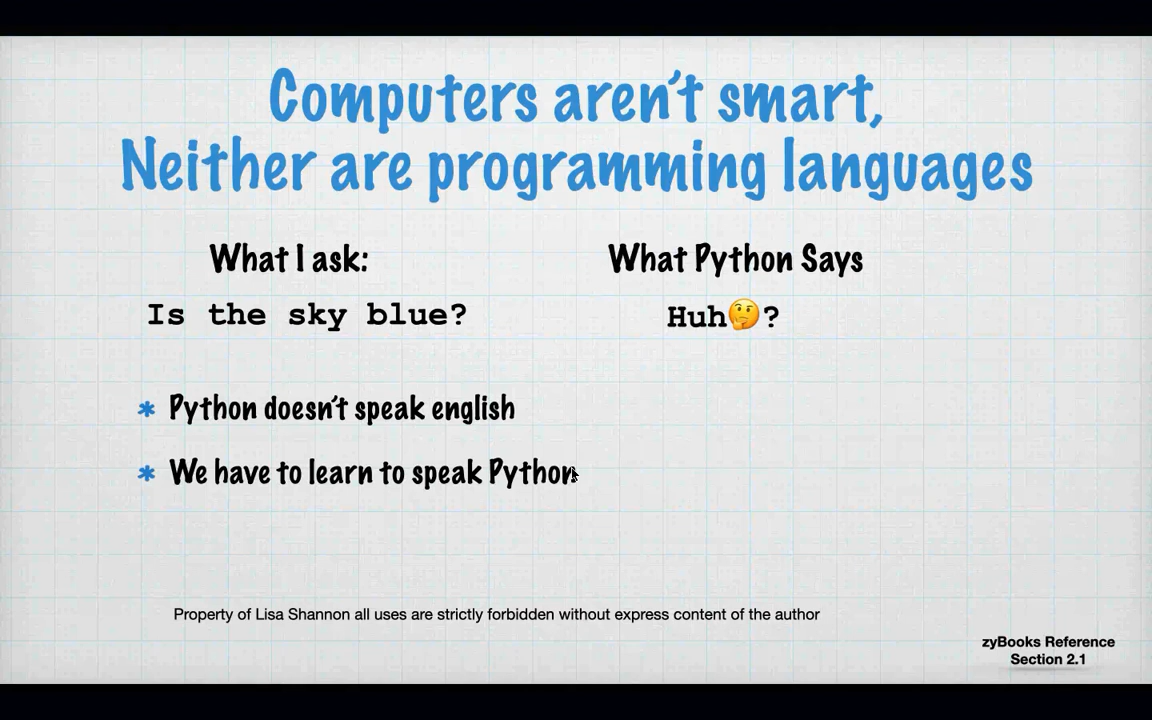 Computers aren't smart,
Neither are programming languages
What I ask:
What Python Says
Is the sky blue?
Huh🤔?
* Python doesn't speak english
* We have to learn to speak Python
Property of Lisa Shannon all uses are strictly forbidden without express content of the author
zyBooks Reference
Section 2.1